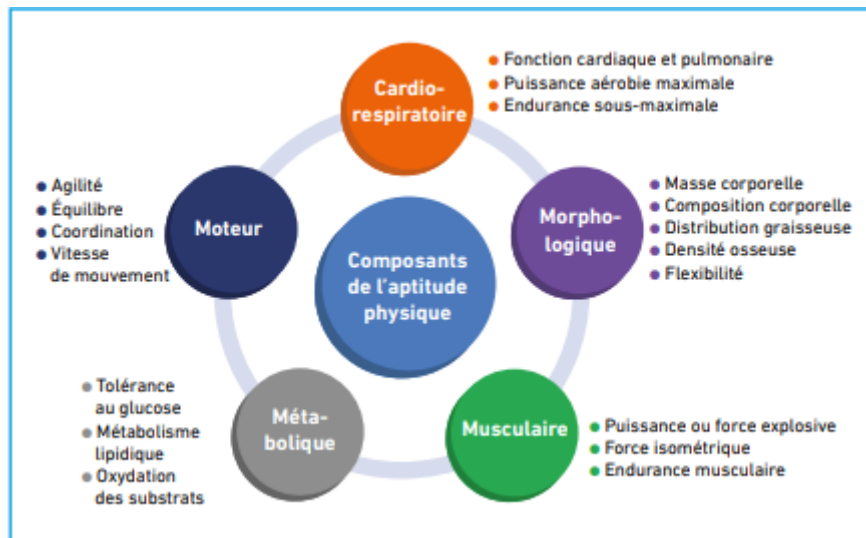 Cardio-
respiratoire
● Fonction cardiaque et pulmonaire
● Puissance aérobie maximale
● Endurance sous-maximale
● Agilité
● Équilibre
● Coordination
● Vitesse
de mouvement
Moteur
Morpho-
logique
● Masse corporelle
● Composition corporelle
● Distribution graisseuse
● Densité osseuse
● Flexibilité
Composants
de l'aptitude
physique
● Tolérance
au glucose
● Métabolisme
lipidique
● Oxydation
des substrats
Méta-
bolique
Musculaire
● Puissance ou force explosive
● Force isométrique
● Endurance musculaire